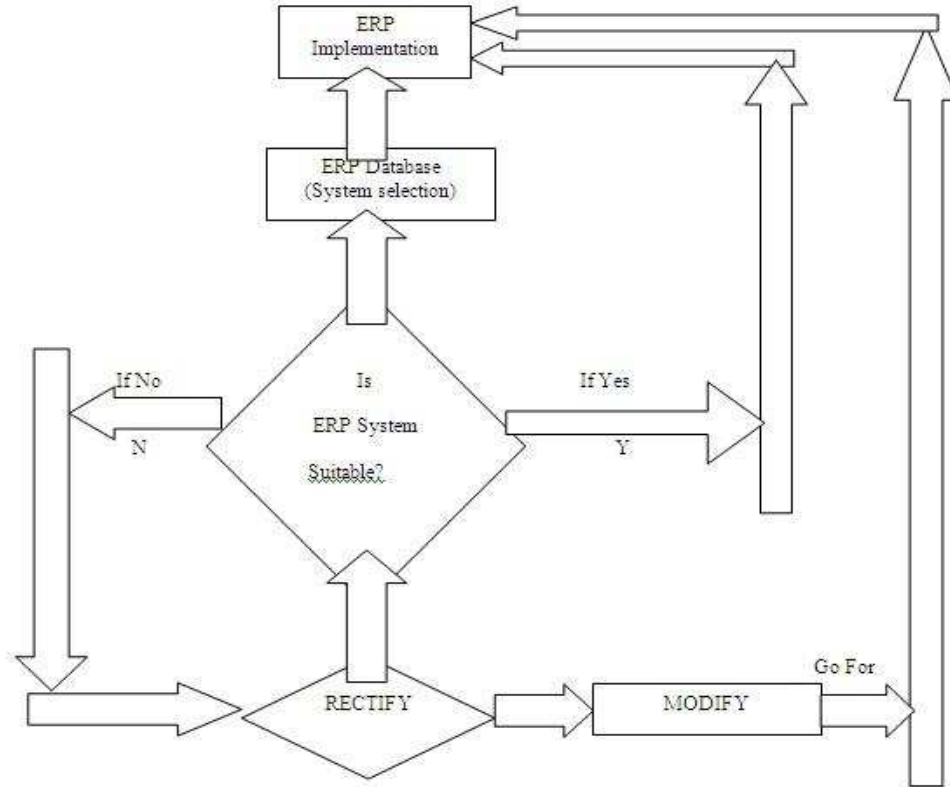 ERP
Implementation
ERP Database
(System selection)
If No
Is
If Yes
ERP System
N
Y
Suitable?
Go For
RECTIFY
MODIFY